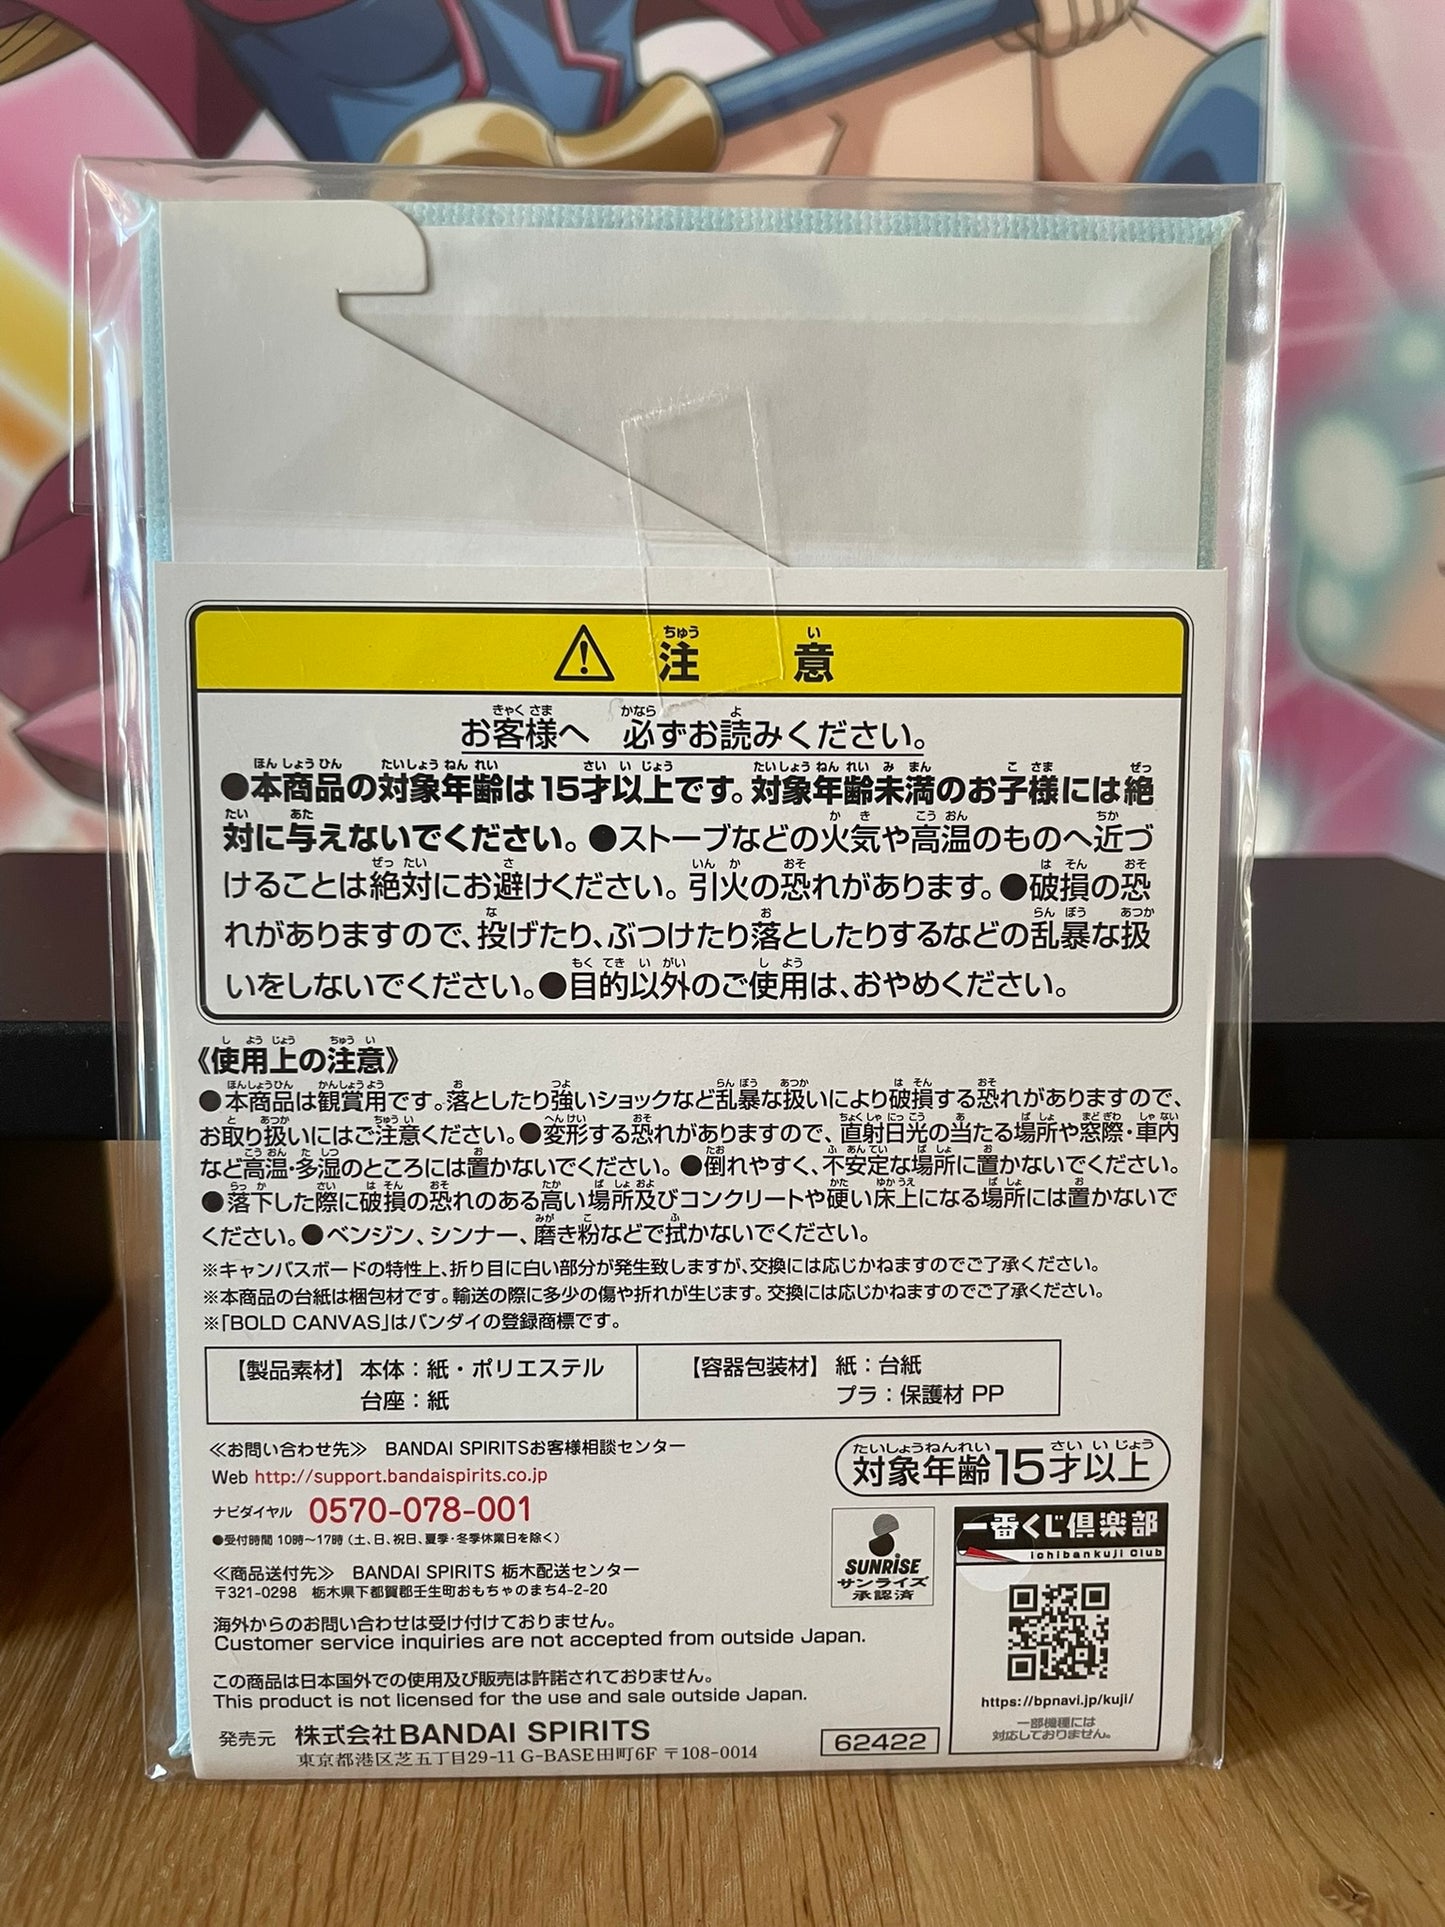 注意
お客様へ 必ずお読みください。
●本商品の対象年齢は15才以上です。対象年齢未満のお子様には絶
対に与えないでください。●ストーブなどの火気や高温のものへ近づ
けることは絶対にお避けください。引火の恐れがあります。●破損の恐
れがありますので、投げたり、ぶつけたり落としたりするなどの乱暴な扱
いをしないでください。●目的以外のご使用は、おやめください。
《使用上の注意》
●本商品は観賞用です。落としたり強いショックなど乱暴な扱いにより破損する恐れがありますので、
お取り扱いにはご注意ください。●変形する恐れがありますので、直射日光の当たる場所や窓際・車内
など高温・多湿のところには置かないでください。●倒れやすく、不安定な場所に置かないでください。
●落下した際に破損の恐れのある高い場所及びコンクリートや硬い床上になる場所には置かないで
ください。●ベンジン、シンナー、磨き粉などで拭かないでください。
※キャンバスボードの特性上、折り目に白い部分が発生致しますが、交換には応じかねますのでご了承ください。
※本商品の台紙は梱包材です。輸送の際に多少の傷や折れが生じます。交換には応じかねますのでご了承ください。
※「BOLD CANVAS」はバンダイの登録商標です。
【製品素材】本体：紙・ポリエステル
台座：紙
【容器包装材】紙：台紙
プラ：保護材 PP
≪お問い合わせ先≫ BANDAI SPIRITSお客様相談センター
Web http://support.bandaispirits.co.jp
ナビダイヤル 0570-078-001
●受付時間 10時～17時（土、日、祝日、夏季・冬季休業日を除く）
≪商品送付先≫ BANDAI SPIRITS 栃木配送センター
〒321-0298 栃木県下都賀郡壬生町おもちゃのまち4-2-20
海外からのお問い合わせは受け付けておりません。
Customer service inquiries are not accepted from outside Japan.
この商品は日本国外での使用及び販売は許諾されておりません。
This product is not licensed for the use and sale outside Japan.
発売元 株式会社BANDAI SPIRITS
東京都港区芝五丁目29-11 G-BASE田町6F 〒108-0014
62422
対象年齢15才以上
SUNRISE
サンライズ
承認済
一番くじ倶楽部
ichibankuji Club
https://bpnavi.jp/kuji/
一部機種には
対応しておりません。